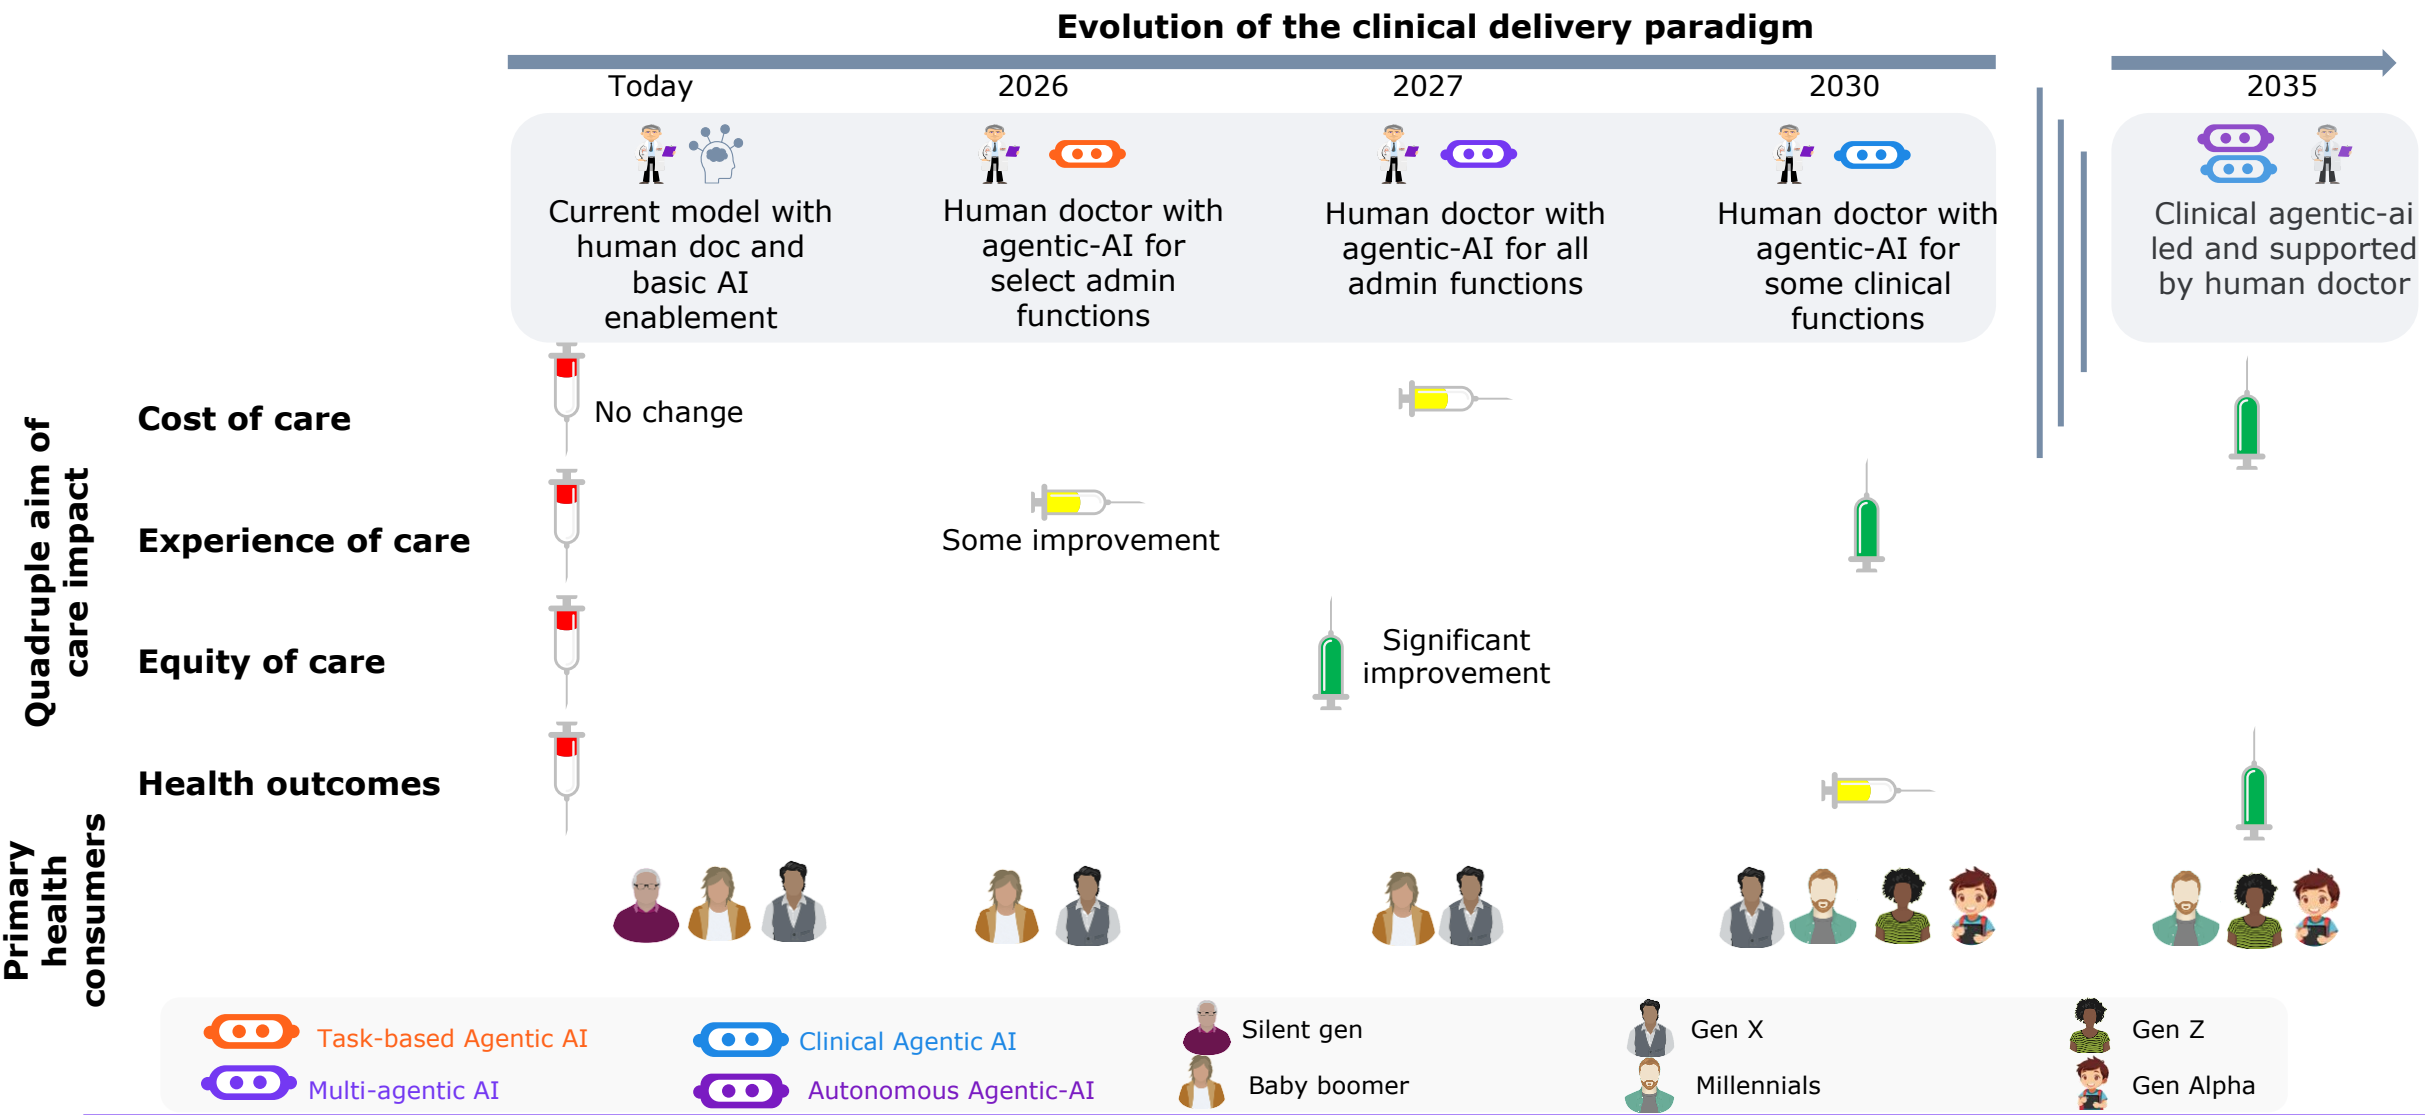 Evolution of the clinical delivery paradigm
Today
2026
2027
2030
2035
Current model with
human doc and
basic AI
enablement
Human doctor with
agentic-AI for
select admin
functions
Human doctor with
agentic-AI for all
admin functions
Human doctor with
agentic-AI for
some clinical
functions
Clinical agentic-ai
led and supported
by human doctor
Quadruple aim of
care impact
Cost of care
No change
Experience of care
Some improvement
Equity of care
Significant
improvement
Health outcomes
Primary
health
consumers
Task-based Agentic AI
Clinical Agentic AI
Silent gen
Gen X
Gen Z
Multi-agentic AI
Autonomous Agentic-AI
Baby boomer
Millennials
Gen Alpha